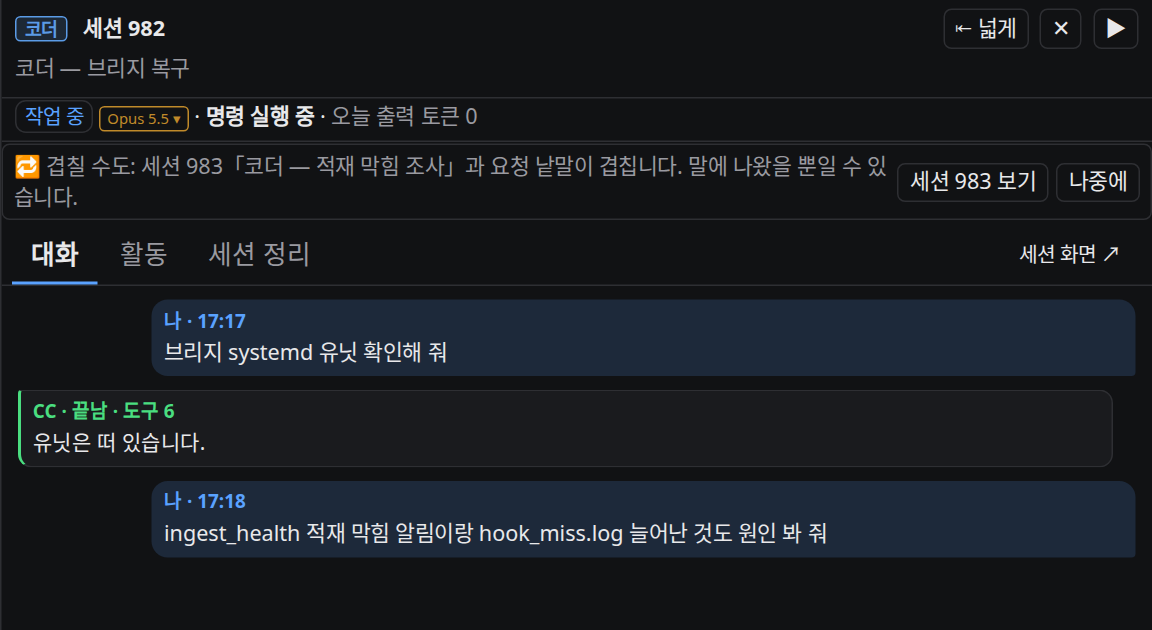 코더 세션 982
⇤ 넓게 ✕ ▶
코더 — 브리지 복구
작업 중 Opus 5.5 ▾ · 명령 실행 중 · 오늘 출력 토큰 0
🔁 겹칠 수도: 세션 983「코더 — 적재 막힘 조사」과 요청 낱말이 겹칩니다. 말에 나왔을 뿐일 수 있
습니다.
세션 983 보기 나중에
대화 활동 세션 정리 세션 화면 ↗
나 · 17:17
브리지 systemd 유닛 확인해 줘
CC · 끝남 · 도구 6
유닛은 떠 있습니다.
나 · 17:18
ingest_health 적재 막힘 알림이랑 hook_miss.log 늘어난 것도 원인 봐 줘